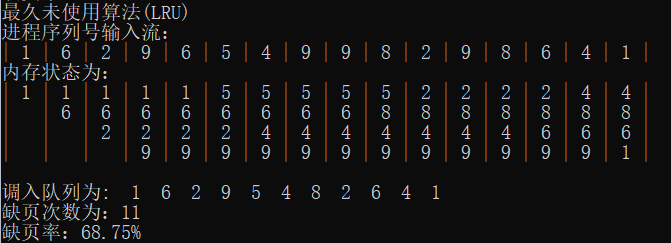 最久未使用算法(LRU)
进程序列号输入流：
| 1 | 6 | 2 | 9 | 6 | 5 | 4 | 9 | 9 | 8 | 2 | 9 | 8 | 6 | 4 | 1 |
内存状态为：
| 1 | 1 | 1 | 1 | 1 | 5 | 5 | 5 | 5 | 5 | 2 | 2 | 2 | 2 | 4 | 4 |
|   | 6 | 6 | 6 | 6 | 6 | 6 | 6 | 6 | 8 | 8 | 8 | 8 | 8 | 8 | 8 |
|   |   | 2 | 2 | 2 | 2 | 4 | 4 | 4 | 4 | 4 | 4 | 4 | 6 | 6 | 6 |
|   |   |   | 9 | 9 | 9 | 9 | 9 | 9 | 9 | 9 | 9 | 9 | 9 | 9 | 1 |
调入队列为: 1 6 2 9 5 4 8 2 6 4 1
缺页次数为：11
缺页率：68.75%